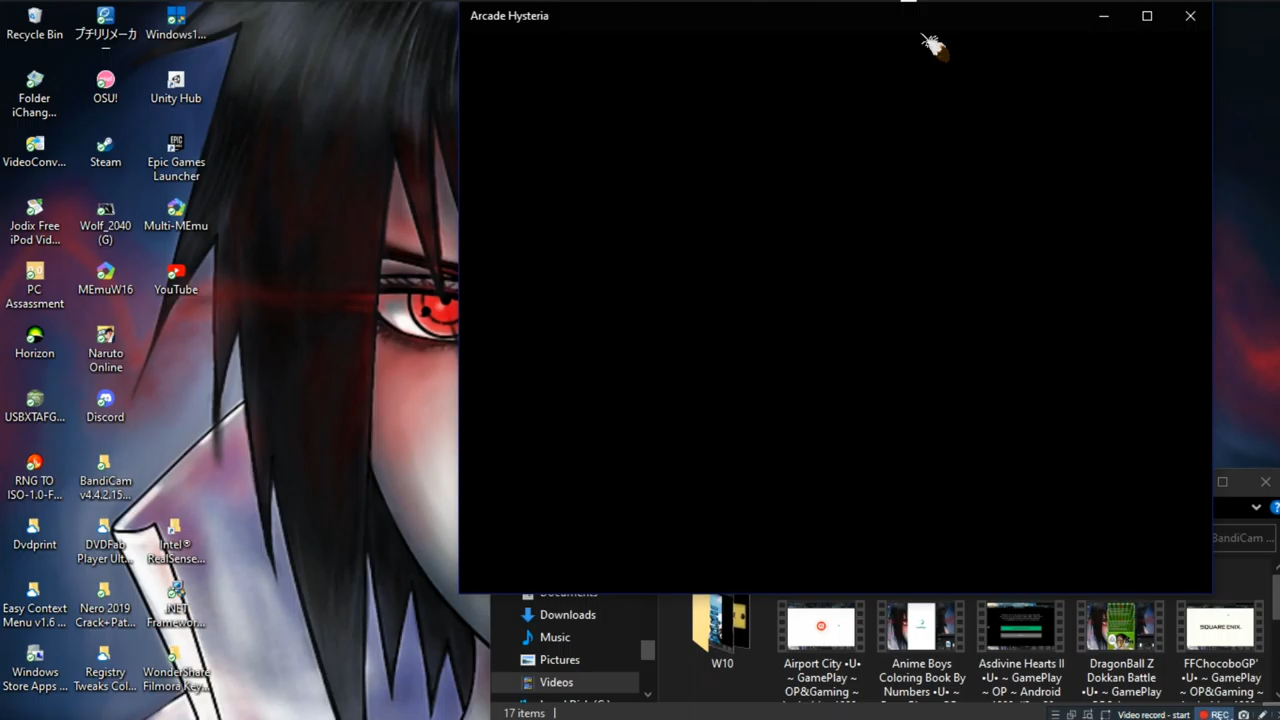 Arcade Hysteria
Recycle Bin
プチリリメーカー
Windows1...
Folder
iChang...
OSU!
Unity Hub
VideoConv...
Steam
Epic Games
Launcher
Jodix Free
iPod Vid...
Wolf_2040
(G)
Multi-MEmu
PC
Assassment
MEmuW16
YouTube
Horizon
Naruto
Online
USBXTAFG...
Discord
RNG TO
ISO-1.0-F...
BandiCam
v4.4.2.15...
Dvdprint
DVDFab
Player Ult...
Intel®
RealSense...
Easy Context
Menu v1.6 ...
Nero 2019
Crack+Pat...
.NET
Framewor...
Windows
Store Apps ...
Registry
Tweaks Col...
WonderShare
Filmora Key...
BandiCam ...
Documents
Downloads
Music
Pictures
Videos
W10
Airport City •U•
~ GamePlay ~
OP&Gaming ~
Anime Boys
Coloring Book By
Numbers •U• ~
Asdivine Hearts II
•U• ~ GamePlay
~ OP ~ Android
DragonBall Z
Dokkan Battle
•U• ~ GamePlay
SQUARE ENIX.
FFChocoboGP'
•U• ~ GamePlay
~ OP&Gaming ~
17 items
Video record - start
REC